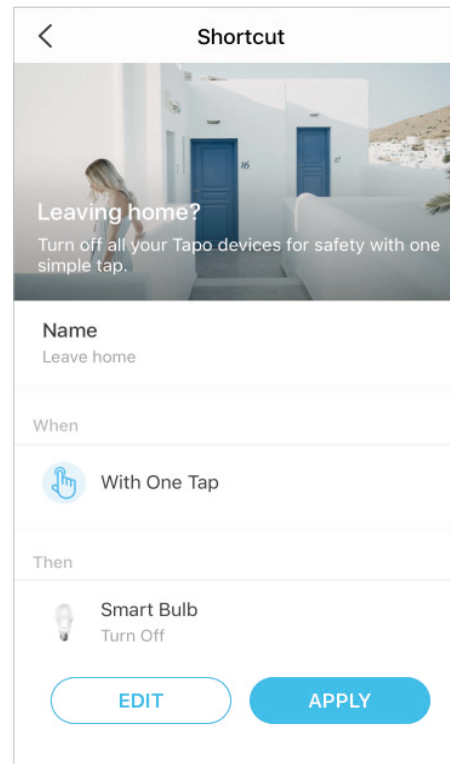 Shortcut
16
Leaving home?
Turn off all your Tapo devices for safety with one
simple tap.
Name
Leave home
When
With One Tap
Then
Smart Bulb
Turn Off
EDIT
APPLY